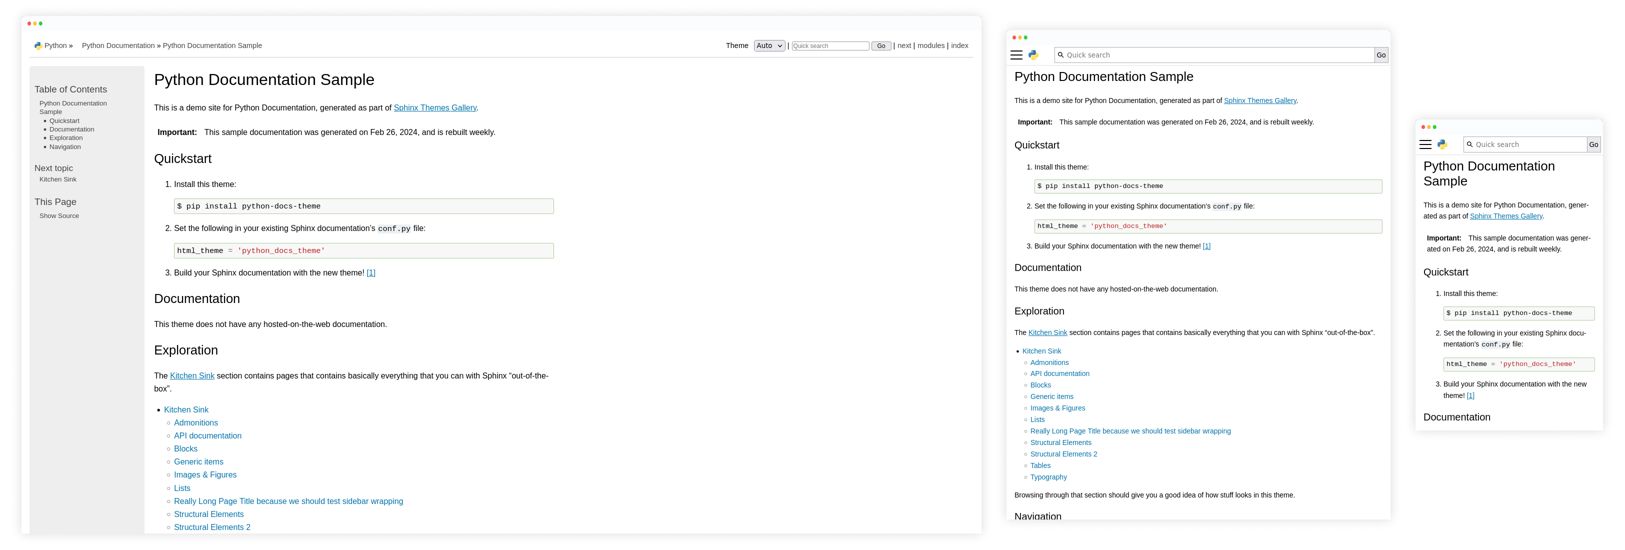 Python » Python Documentation » Python Documentation Sample
Theme Auto | Quick search Go | next | modules | index
Table of Contents
Python Documentation
Sample
Quickstart
Documentation
Exploration
Navigation
Next topic
Kitchen Sink
This Page
Show Source
Python Documentation Sample
This is a demo site for Python Documentation, generated as part of Sphinx Themes Gallery.
Important: This sample documentation was generated on Feb 26, 2024, and is rebuilt weekly.
Quickstart
1. Install this theme:
$ pip install python-docs-theme
2. Set the following in your existing Sphinx documentation's conf.py file:
html_theme = 'python_docs_theme'
3. Build your Sphinx documentation with the new theme! [1]
Documentation
This theme does not have any hosted-on-the-web documentation.
Exploration
The Kitchen Sink section contains pages that contains basically everything that you can with Sphinx "out-of-the-
box".
Kitchen Sink
Admonitions
API documentation
Blocks
Generic items
Images & Figures
Lists
Really Long Page Title because we should test sidebar wrapping
Structural Elements
Structural Elements 2
Quick search Go
Python Documentation Sample
This is a demo site for Python Documentation, generated as part of Sphinx Themes Gallery.
Important: This sample documentation was generated on Feb 26, 2024, and is rebuilt weekly.
Quickstart
1. Install this theme:
$ pip install python-docs-theme
2. Set the following in your existing Sphinx documentation's conf.py file:
html_theme = 'python_docs_theme'
3. Build your Sphinx documentation with the new theme! [1]
Documentation
This theme does not have any hosted-on-the-web documentation.
Exploration
The Kitchen Sink section contains pages that contains basically everything that you can with Sphinx "out-of-the-box".
Kitchen Sink
Admonitions
API documentation
Blocks
Generic items
Images & Figures
Lists
Really Long Page Title because we should test sidebar wrapping
Structural Elements
Structural Elements 2
Tables
Typography
Browsing through that section should give you a good idea of how stuff looks in this theme.
Navigation
Quick search Go
Python Documentation
Sample
This is a demo site for Python Documentation, gener-
ated as part of Sphinx Themes Gallery.
Important: This sample documentation was gener-
ated on Feb 26, 2024, and is rebuilt weekly.
Quickstart
1. Install this theme:
$ pip install python-docs-theme
2. Set the following in your existing Sphinx docu-
mentation's conf.py file:
html_theme = 'python_docs_theme'
3. Build your Sphinx documentation with the new
theme! [1]
Documentation